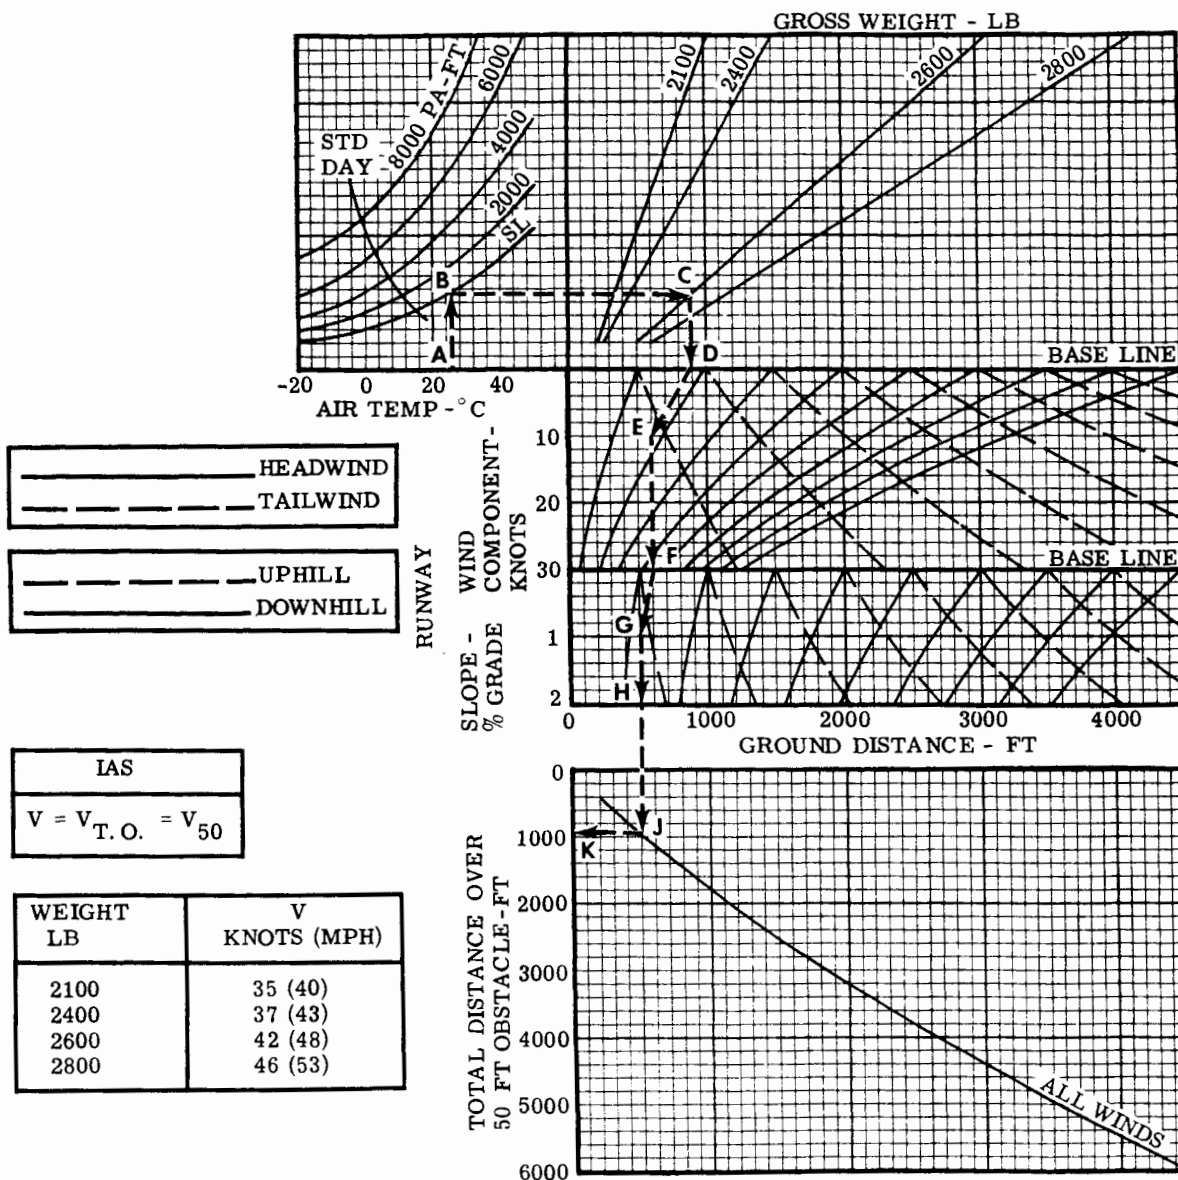 GROSS WEIGHT - LB
8000 PA-FT
6000
4000
2000
SL
STD
DAY
2100
2400
2600
2800
A
B
C
D
BASE LINE
-20 0 20 40
AIR TEMP - °C
HEADWIND
TAILWIND
UPHILL
DOWNHILL
RUNWAY
WIND
COMPONENT-
KNOTS
10
20
30
E
F
BASE LINE
SLOPE -
% GRADE
1
2
G
H
0 1000 2000 3000 4000
GROUND DISTANCE - FT
IAS
V = V T.O. = V 50
WEIGHT
LB
V
KNOTS (MPH)
2100 35 (40)
2400 37 (43)
2600 42 (48)
2800 46 (53)
TOTAL DISTANCE OVER
50 FT OBSTACLE-FT
0
1000
2000
3000
4000
5000
6000
J
K
ALL WINDS